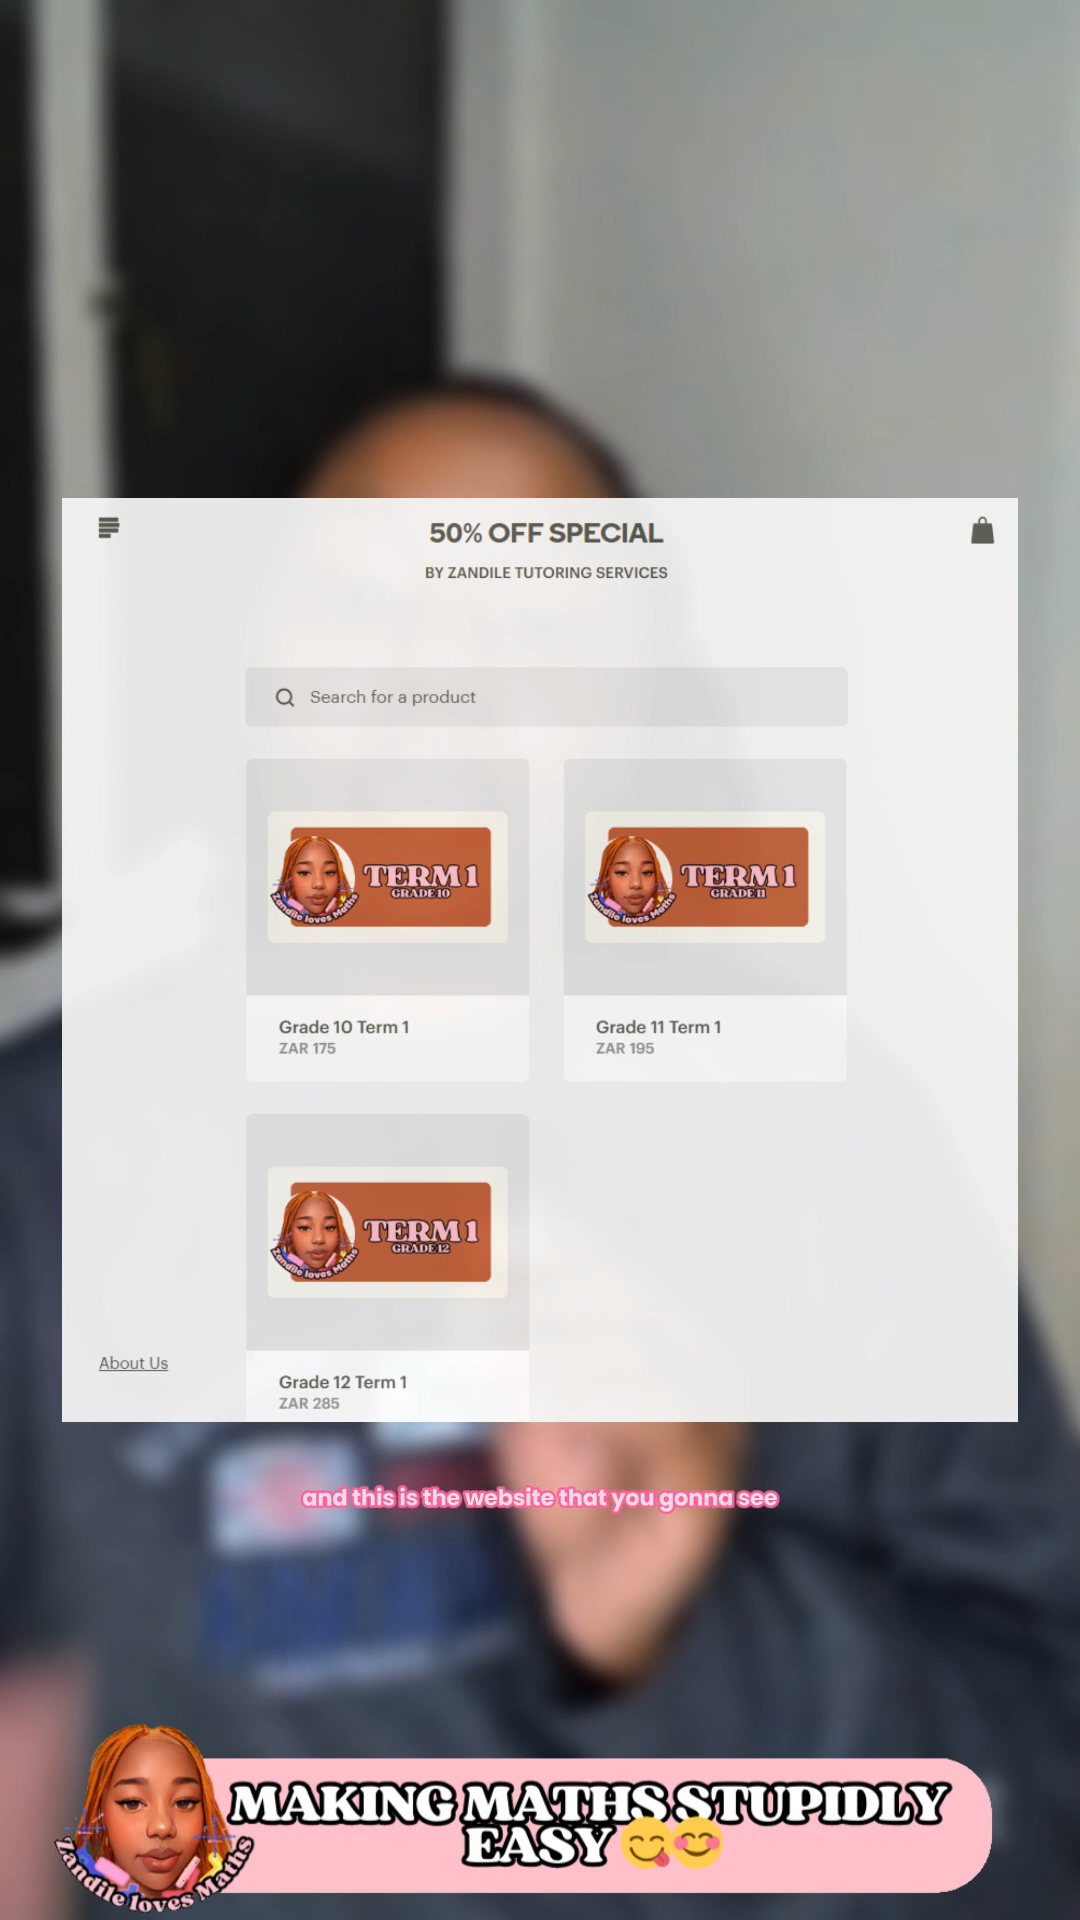 50% OFF SPECIAL
BY ZANDILE TUTORING SERVICES
Search for a product
Zandile loves Maths
TERM 1
GRADE 10
Zandile loves Maths
TERM 1
GRADE 11
Grade 10 Term 1
ZAR 175
Grade 11 Term 1
ZAR 195
Zandile loves Maths
TERM 1
GRADE 12
About Us
Grade 12 Term 1
ZAR 285
and this is the website that you gonna see
MAKING MATHS STUPIDLY
EASY 😋😊
Zandile loves Maths